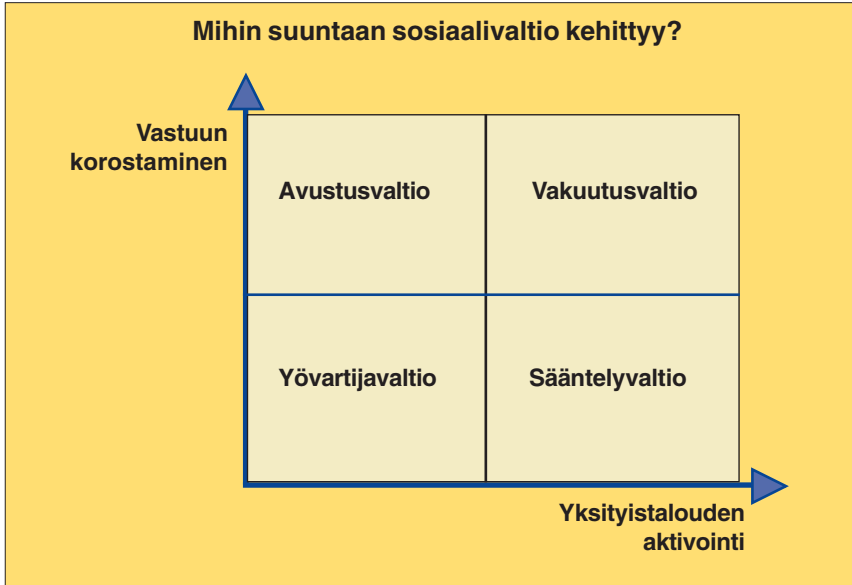 Mihin suuntaan sosiaalivaltio kehittyy?
Vastuun
korostaminen
Avustusvaltio
Vakuutusvaltio
Yövartijavaltio
Sääntelyvaltio
Yksityistalouden
aktivointi